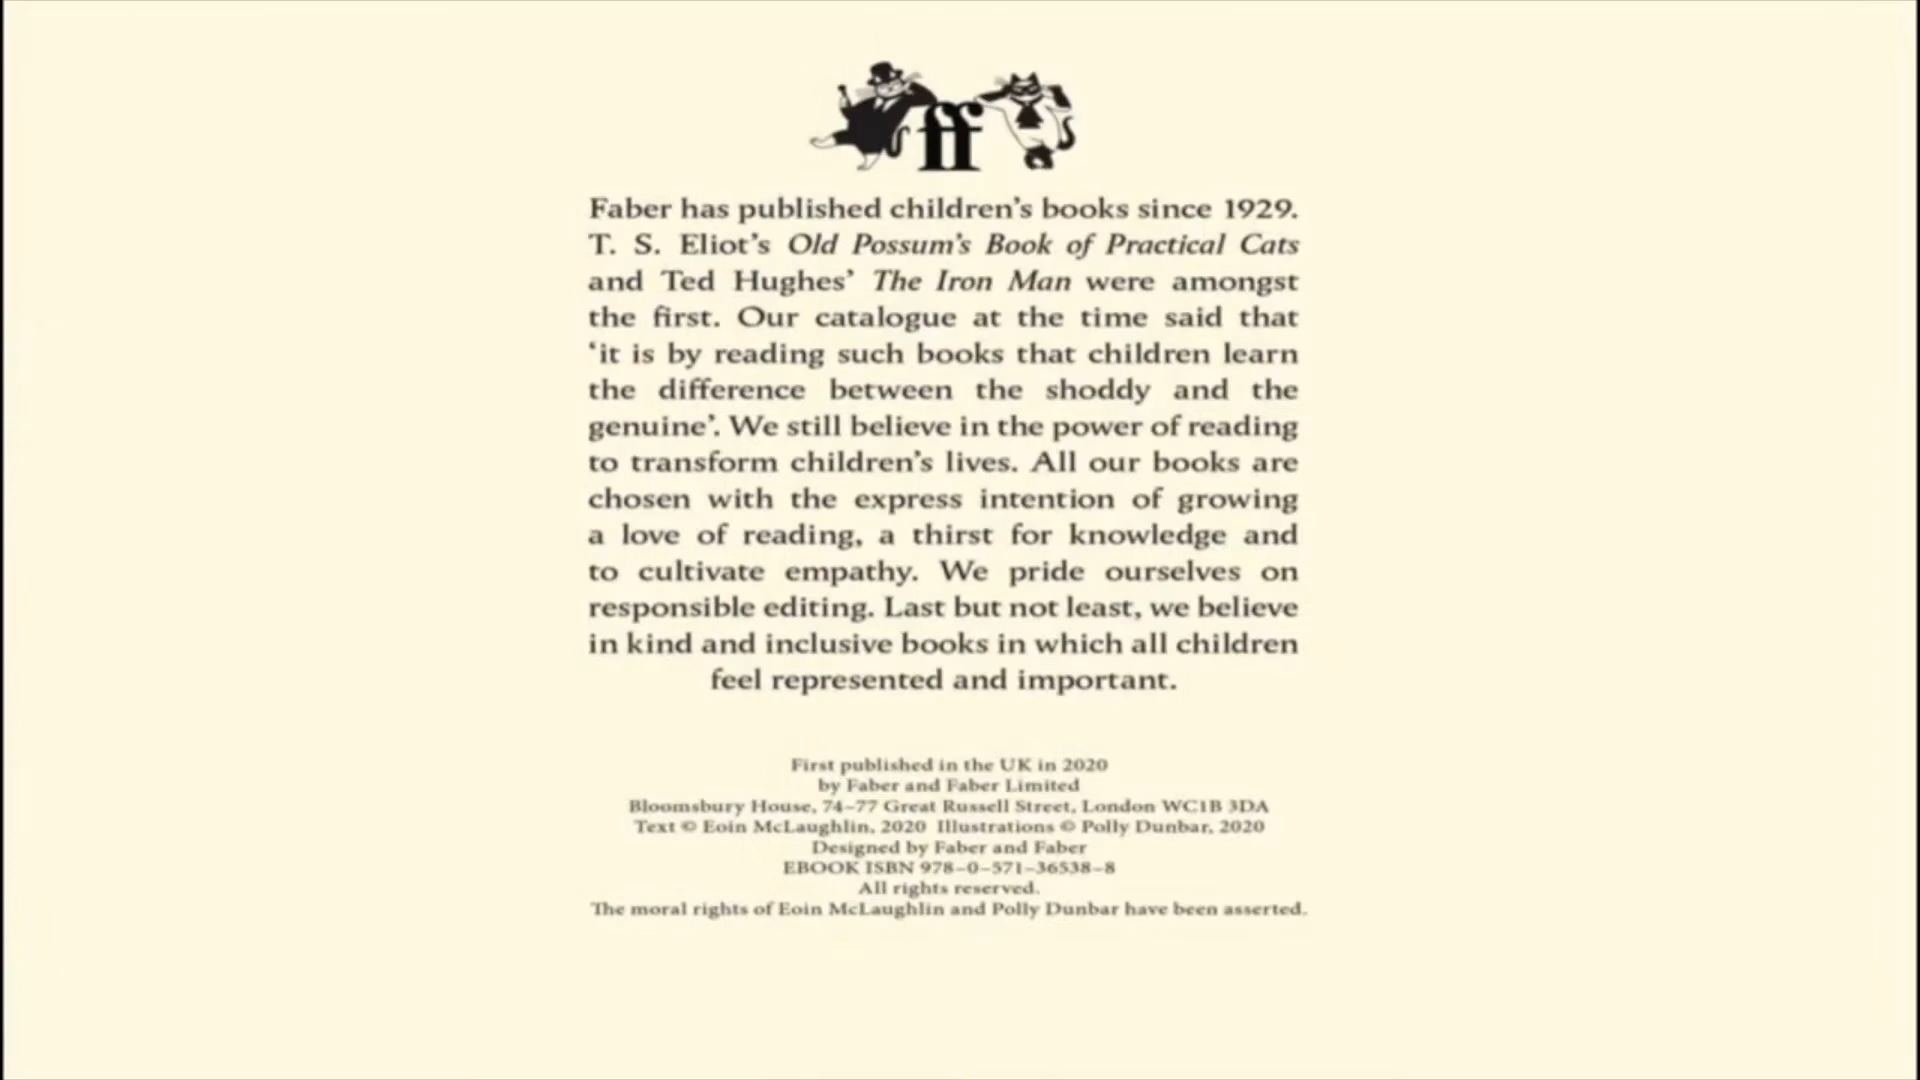 ff
Faber has published children’s books since 1929.
T. S. Eliot’s Old Possum’s Book of Practical Cats
and Ted Hughes’ The Iron Man were amongst
the first. Our catalogue at the time said that
‘it is by reading such books that children learn
the difference between the shoddy and the
genuine’. We still believe in the power of reading
to transform children’s lives. All our books are
chosen with the express intention of growing
a love of reading, a thirst for knowledge and
to cultivate empathy. We pride ourselves on
responsible editing. Last but not least, we believe
in kind and inclusive books in which all children
feel represented and important.
First published in the UK in 2020
by Faber and Faber Limited
Bloomsbury House, 74–77 Great Russell Street, London WC1B 3DA
Text © Eoin McLaughlin, 2020 Illustrations © Polly Dunbar, 2020
Designed by Faber and Faber
EBOOK ISBN 978–0–571–36538–8
All rights reserved.
The moral rights of Eoin McLaughlin and Polly Dunbar have been asserted.